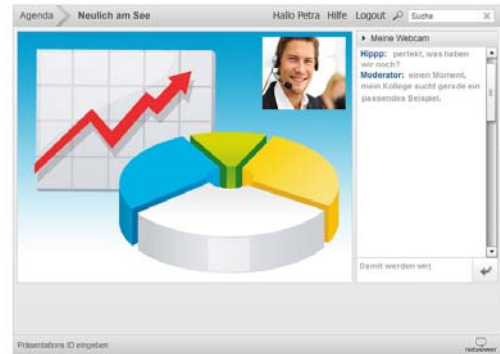 Agenda Neulich am See Hallo Petra Hilfe Logout Suche
Meine Webcam
Hippp: perfekt, was haben
wir noch?
Moderator: einen Moment,
mein Kollege sucht gerade ein
passendes Beispiel.
Damit werden wir
Präsentations ID eingeben
netviewer